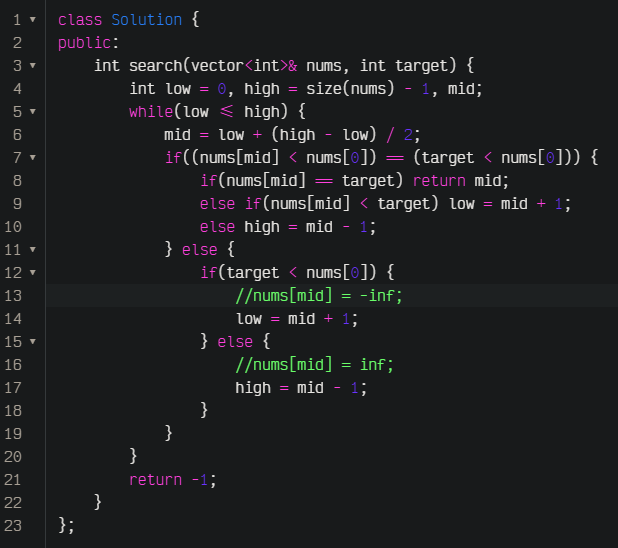 1 class Solution {
2 public:
3     int search(vector<int>& nums, int target) {
4         int low = 0, high = size(nums) - 1, mid;
5         while(low <= high) {
6             mid = low + (high - low) / 2;
7             if((nums[mid] < nums[0]) == (target < nums[0])) {
8                 if(nums[mid] == target) return mid;
9                 else if(nums[mid] < target) low = mid + 1;
10                 else high = mid - 1;
11             } else {
12                 if(target < nums[0]) {
13                     //nums[mid] = -inf;
14                     low = mid + 1;
15                 } else {
16                     //nums[mid] = inf;
17                     high = mid - 1;
18                 }
19             }
20         }
21         return -1;
22     }
23 };